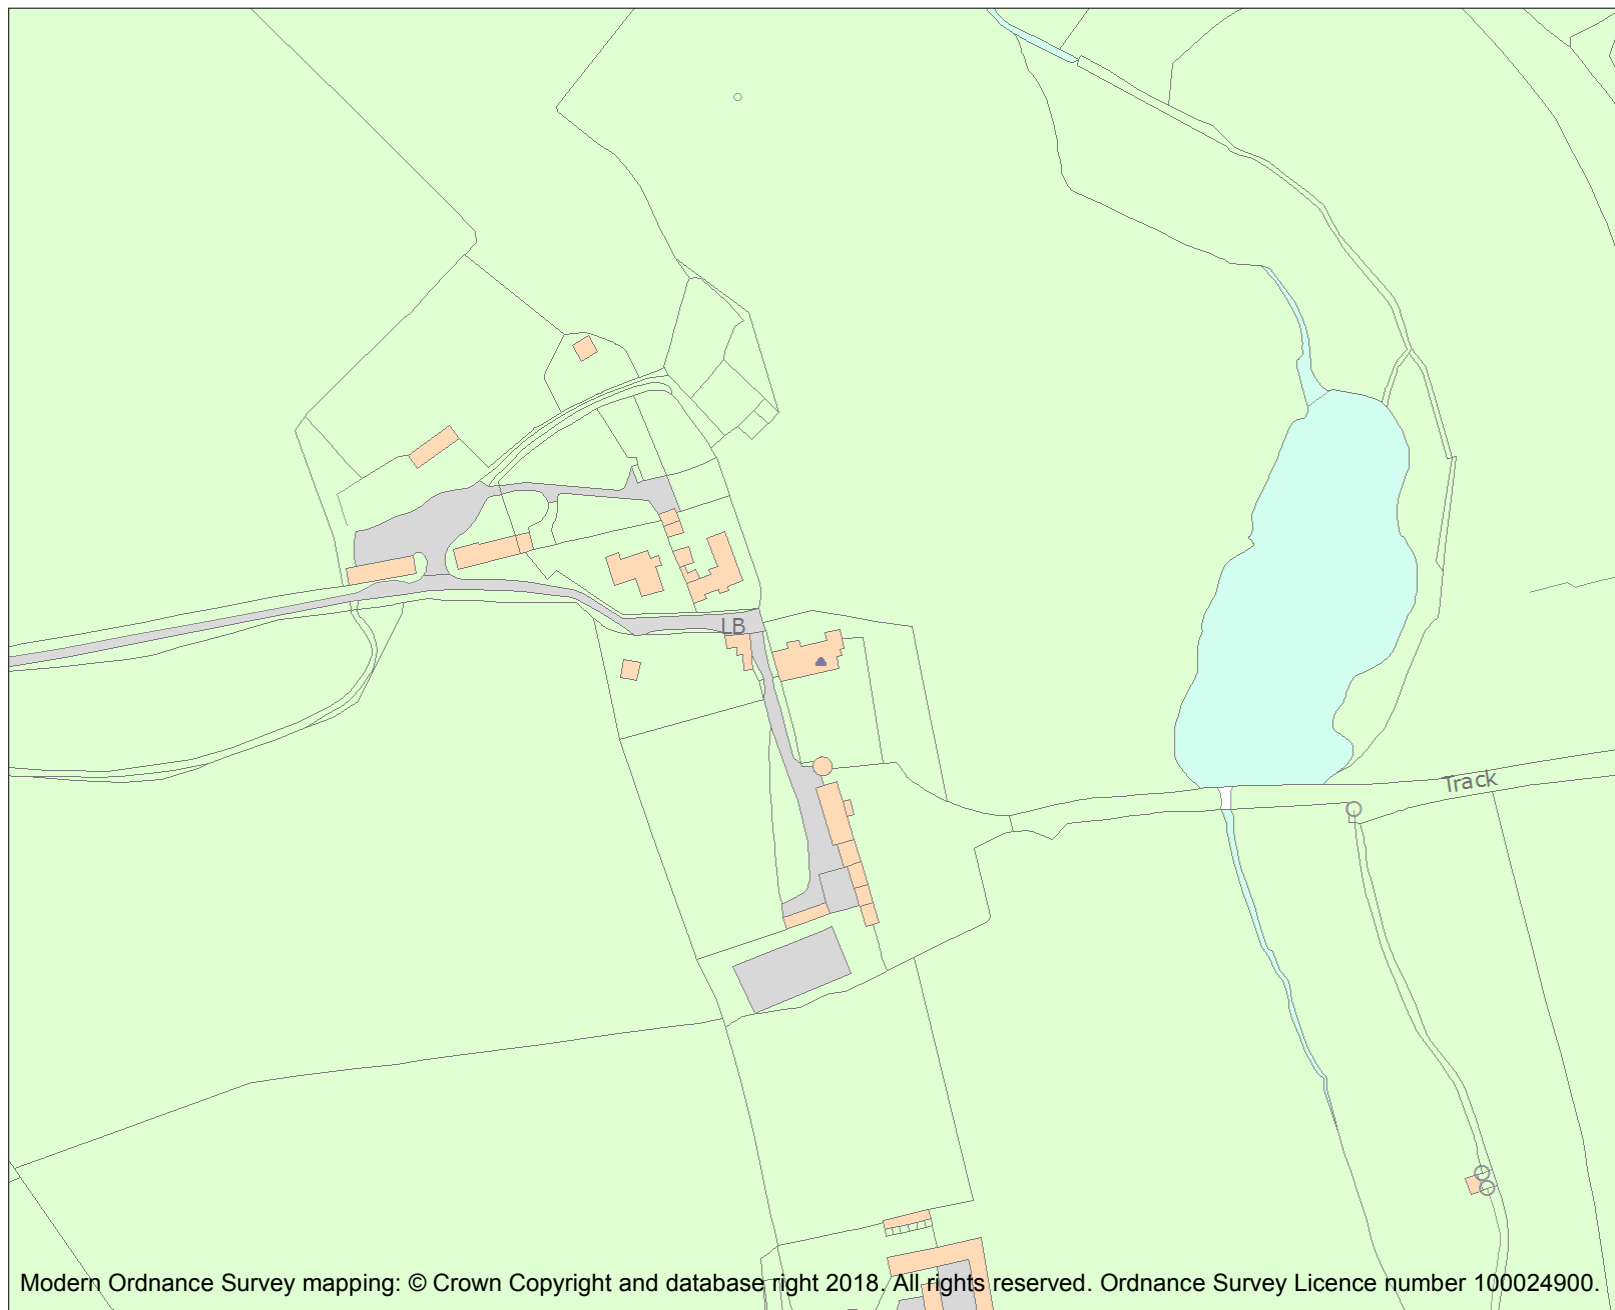 LB
Track
Modern Ordnance Survey mapping: © Crown Copyright and database right 2018. All rights reserved. Ordnance Survey Licence number 100024900.